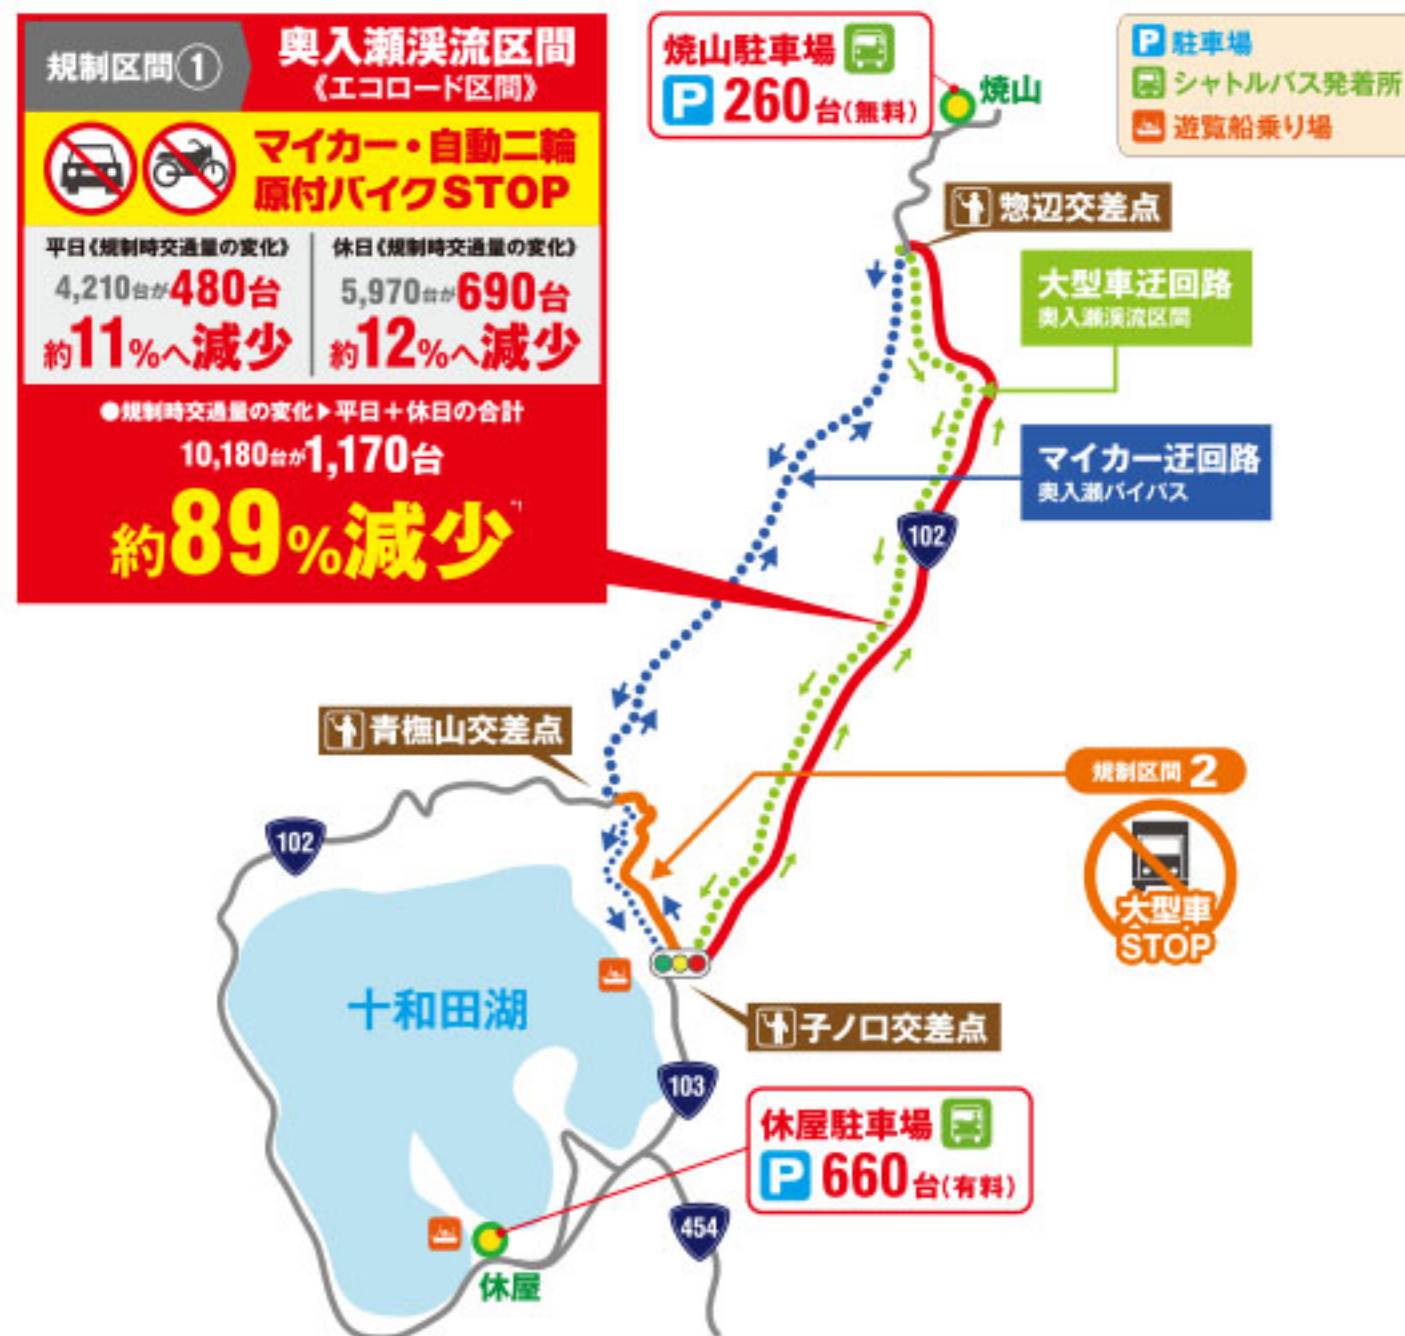 規制区間①
奥入瀬渓流区間
《エコロード区間》
マイカー・自動二輪
原付バイクSTOP
平日《規制時交通量の変化》
4,210台が480台
約11%へ減少
休日《規制時交通量の変化》
5,970台が690台
約12%へ減少
●規制時交通量の変化▶平日＋休日の合計
10,180台が1,170台
約89%減少*1
焼山駐車場
P 260台(無料)
焼山
P 駐車場
シャトルバス発着所
遊覧船乗り場
惣辺交差点
大型車迂回路
奥入瀬渓流区間
マイカー迂回路
奥入瀬バイパス
102
青橅山交差点
規制区間 2
大型車
STOP
102
十和田湖
子ノ口交差点
103
休屋駐車場
P 660台(有料)
454
休屋